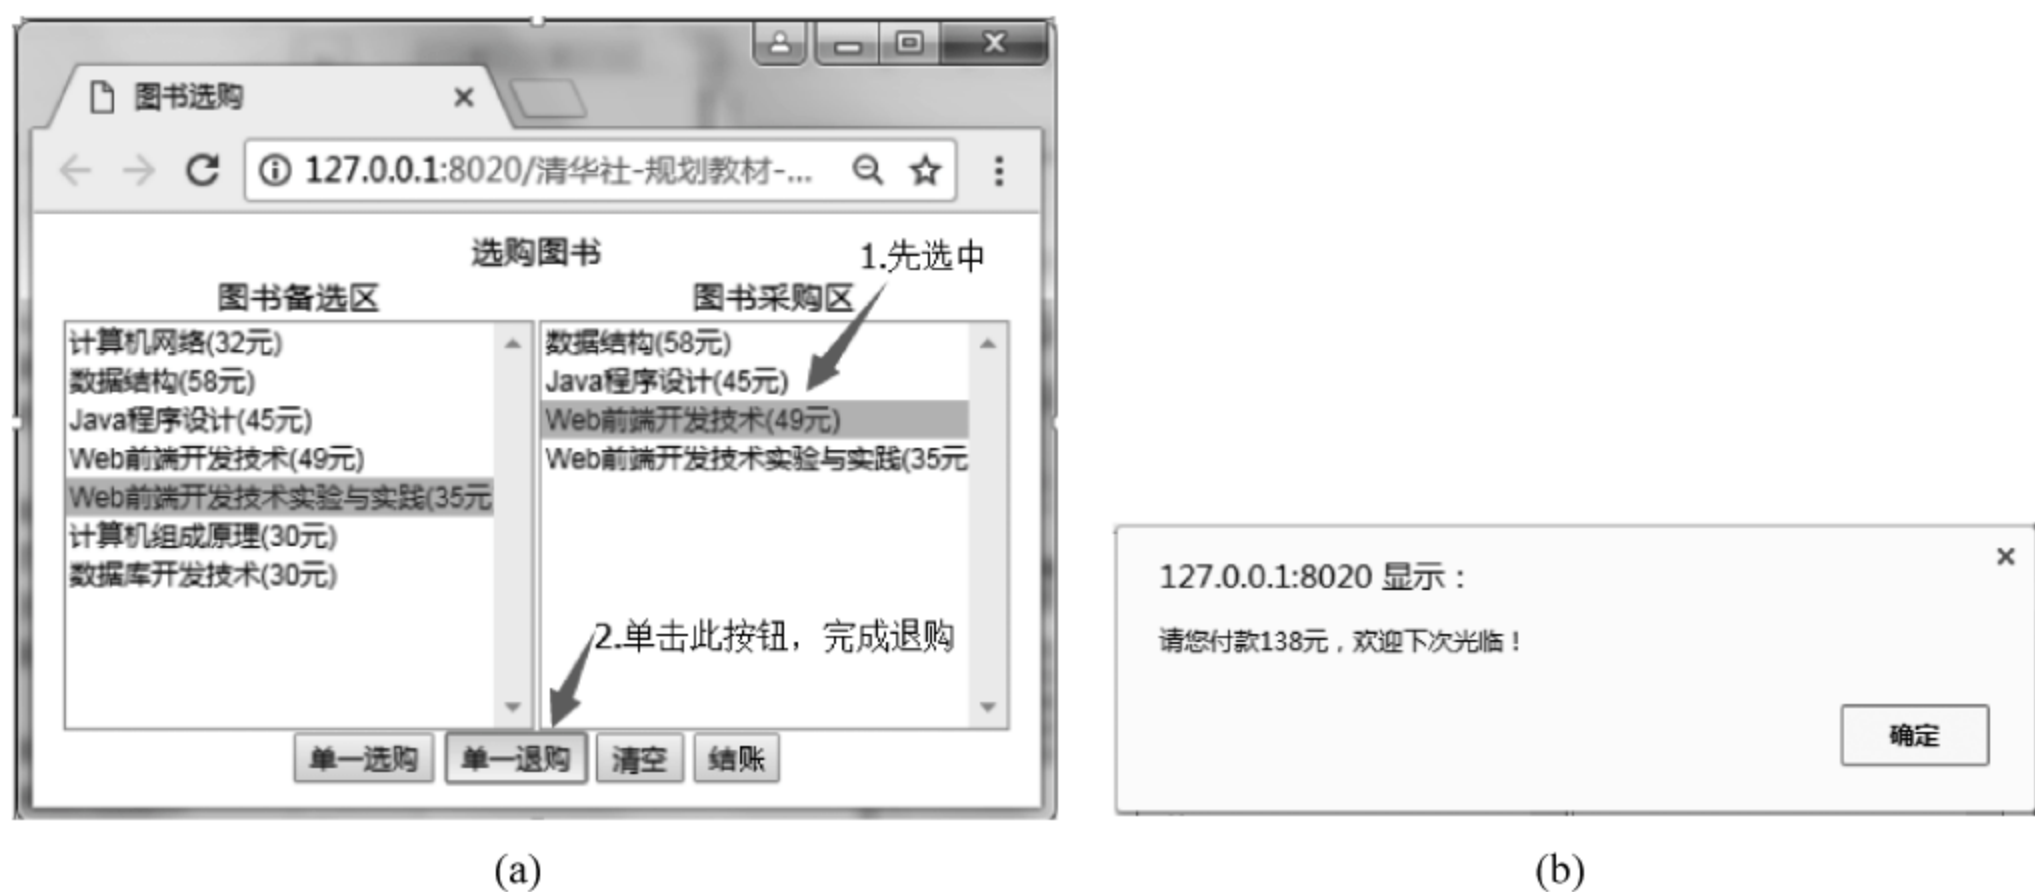 图书选购
127.0.0.1:8020/清华社-规划教材-...
选购图书
1.先选中
图书备选区
图书采购区
计算机网络(32元)
数据结构(58元)
Java程序设计(45元)
Web前端开发技术(49元)
Web前端开发技术实验与实践(35元
计算机组成原理(30元)
数据库开发技术(30元)
数据结构(58元)
Java程序设计(45元)
Web前端开发技术(49元)
Web前端开发技术实验与实践(35元
2.单击此按钮，完成退购
单一选购 单一退购 清空 结账
(a)
127.0.0.1:8020 显示：
请您付款138元，欢迎下次光临！
确定
(b)